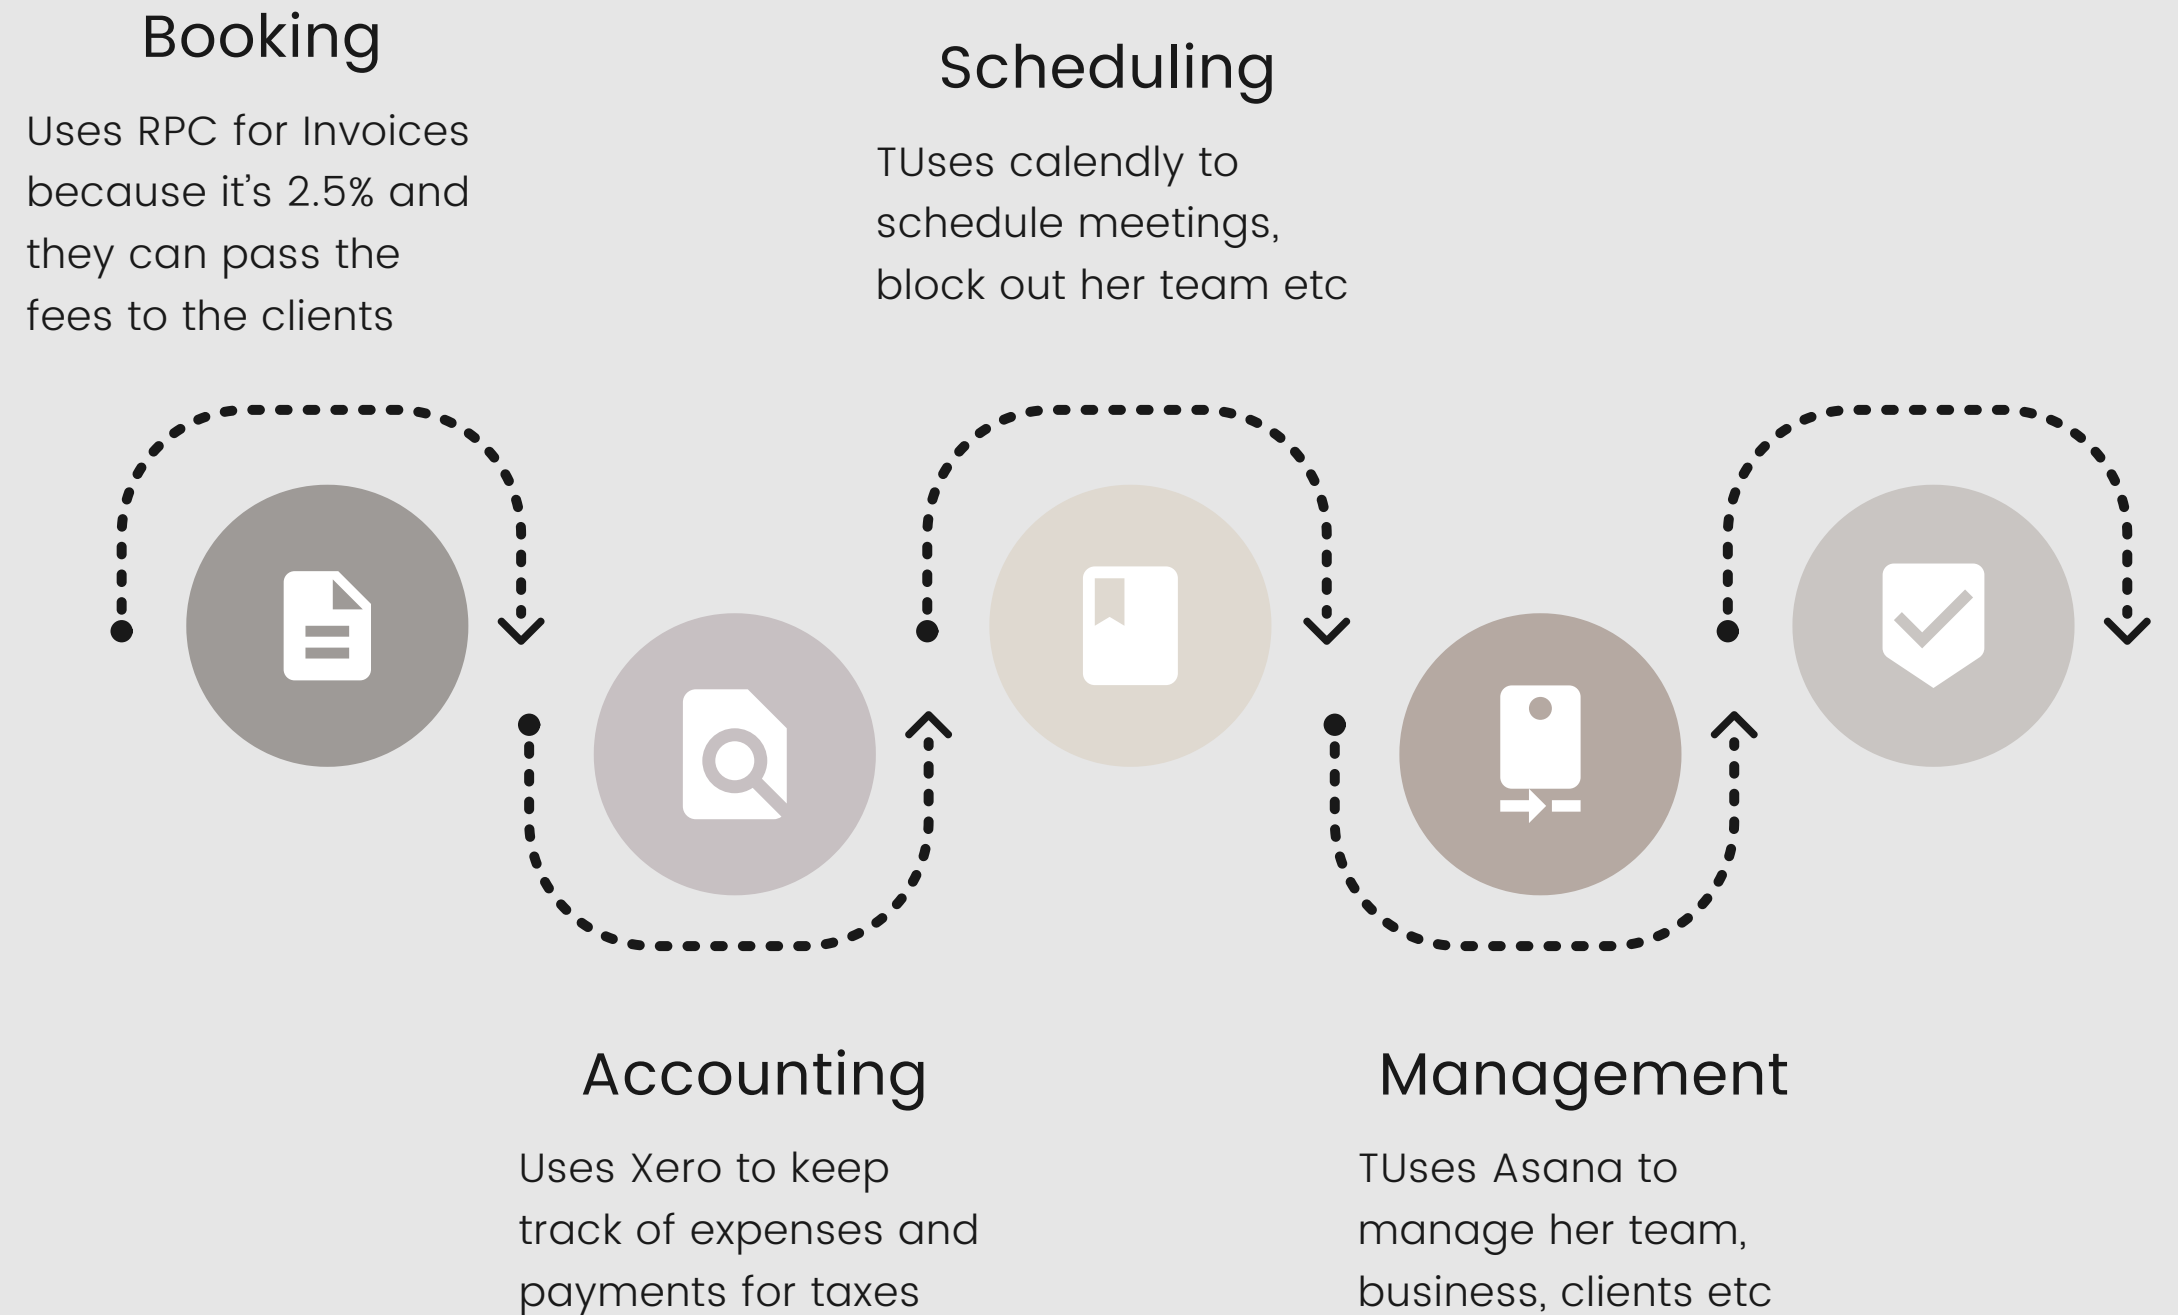 Booking
Uses RPC for Invoices
because it’s 2.5% and
they can pass the
fees to the clients
Scheduling
TUses calendly to
schedule meetings,
block out her team etc
Accounting
Uses Xero to keep
track of expenses and
payments for taxes
Management
TUses Asana to
manage her team,
business, clients etc